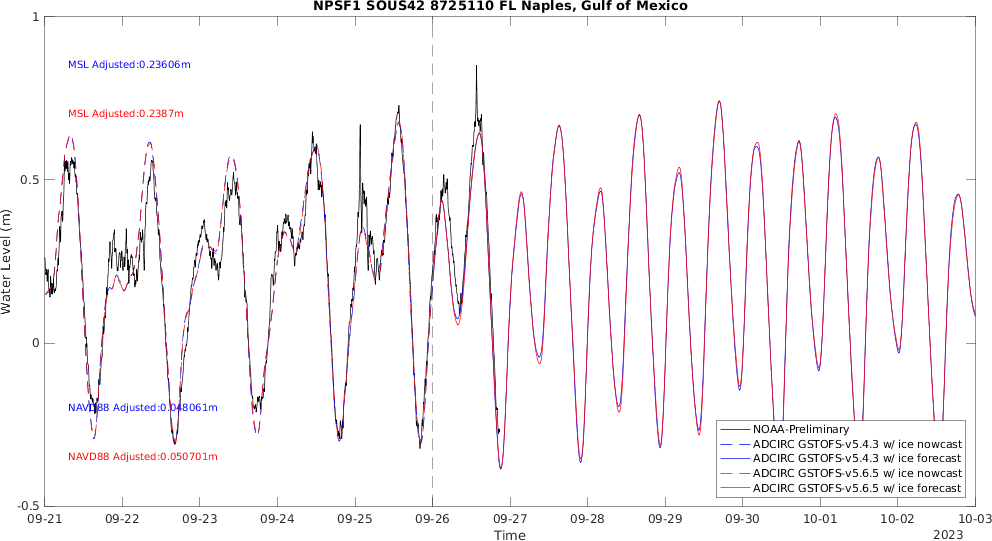 NPSF1 SOUS42 8725110 FL Naples, Gulf of Mexico
1
MSL Adjusted:0.23606m
MSL Adjusted:0.2387m
0.5
Water Level (m)
0
NAVD88 Adjusted:0.048061m
NAVD88 Adjusted:0.050701m
NOAA-Preliminary
ADCIRC GSTOFS-v5.4.3 w/ ice nowcast
ADCIRC GSTOFS-v5.4.3 w/ ice forecast
ADCIRC GSTOFS-v5.6.5 w/ ice nowcast
ADCIRC GSTOFS-v5.6.5 w/ ice forecast
-0.5
09-21 09-22 09-23 09-24 09-25 09-26 09-27 09-28 09-29 09-30 10-01 10-02 10-03
Time
2023